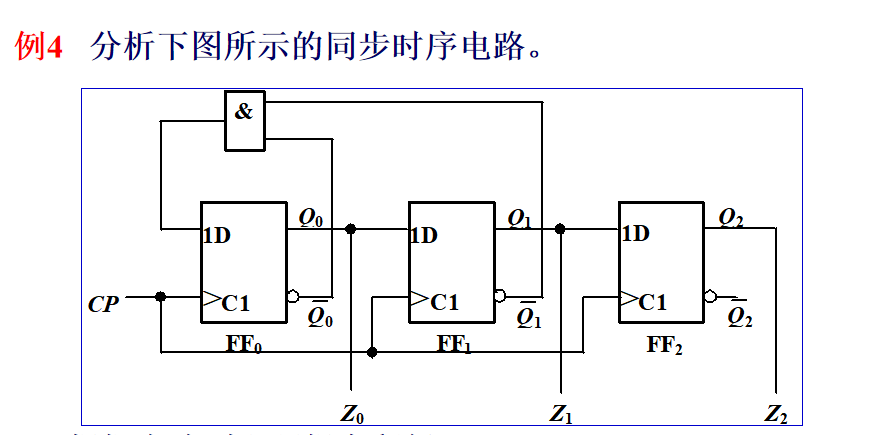 例4 分析下图所示的同步时序电路。
&
Q₀ Q₁ Q₂
1D 1D 1D
CP C1 C1 C1
Q̅₀ Q̅₁ Q̅₂
FF₀ FF₁ FF₂
Z₀ Z₁ Z₂